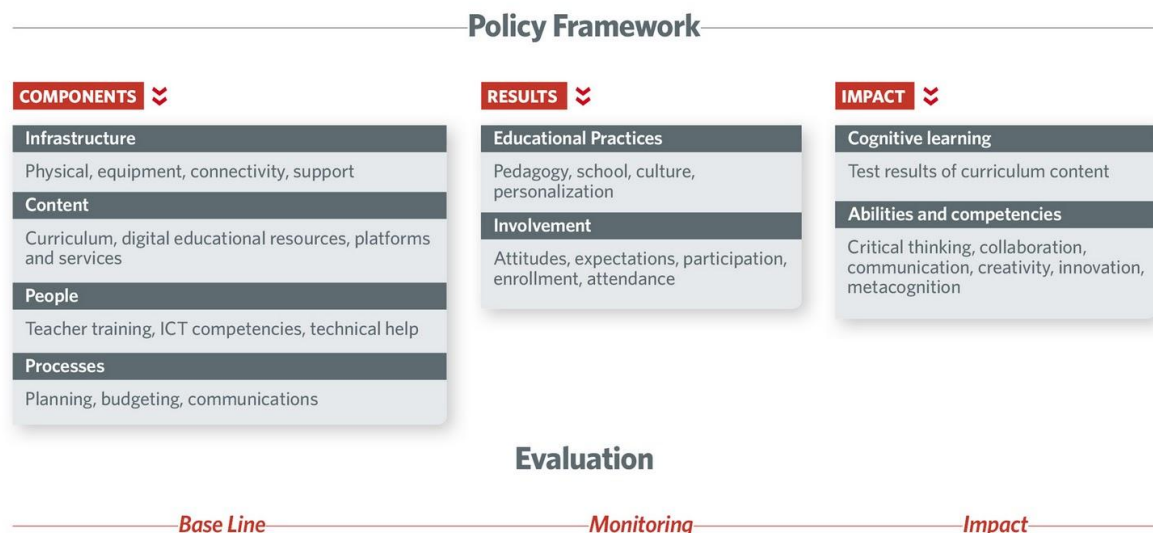 Policy Framework
COMPONENTS
Infrastructure
Physical, equipment, connectivity, support
Content
Curriculum, digital educational resources, platforms
and services
People
Teacher training, ICT competencies, technical help
Processes
Planning, budgeting, communications
RESULTS
Educational Practices
Pedagogy, school, culture,
personalization
Involvement
Attitudes, expectations, participation,
enrollment, attendance
IMPACT
Cognitive learning
Test results of curriculum content
Abilities and competencies
Critical thinking, collaboration,
communication, creativity, innovation,
metacognition
Evaluation
Base Line
Monitoring
Impact